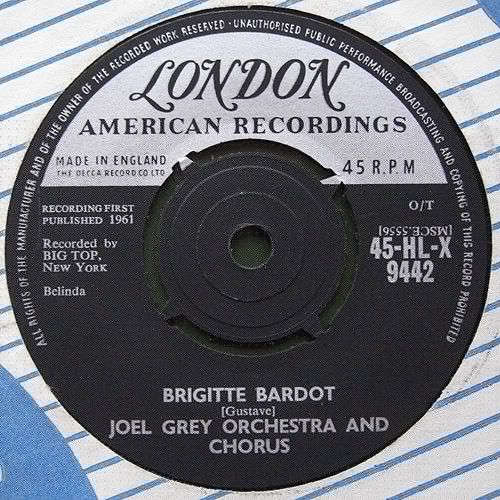 ALL RIGHTS OF THE MANUFACTURER AND OF THE OWNER OF THE RECORDED WORK RESERVED · UNAUTHORISED PUBLIC PERFORMANCE BROADCASTING AND COPYING OF THIS RECORD PROHIBITED
LONDON
AMERICAN RECORDINGS
MADE IN ENGLAND
THE DECCA RECORD CO LTD
45 R.P.M
RECORDING FIRST
PUBLISHED 1961
Recorded by
BIG TOP,
New York
Belinda
O/T
[MSCE.5556]
45-HL-X
9442
BRIGITTE BARDOT
[Gustave]
JOEL GREY ORCHESTRA AND
CHORUS